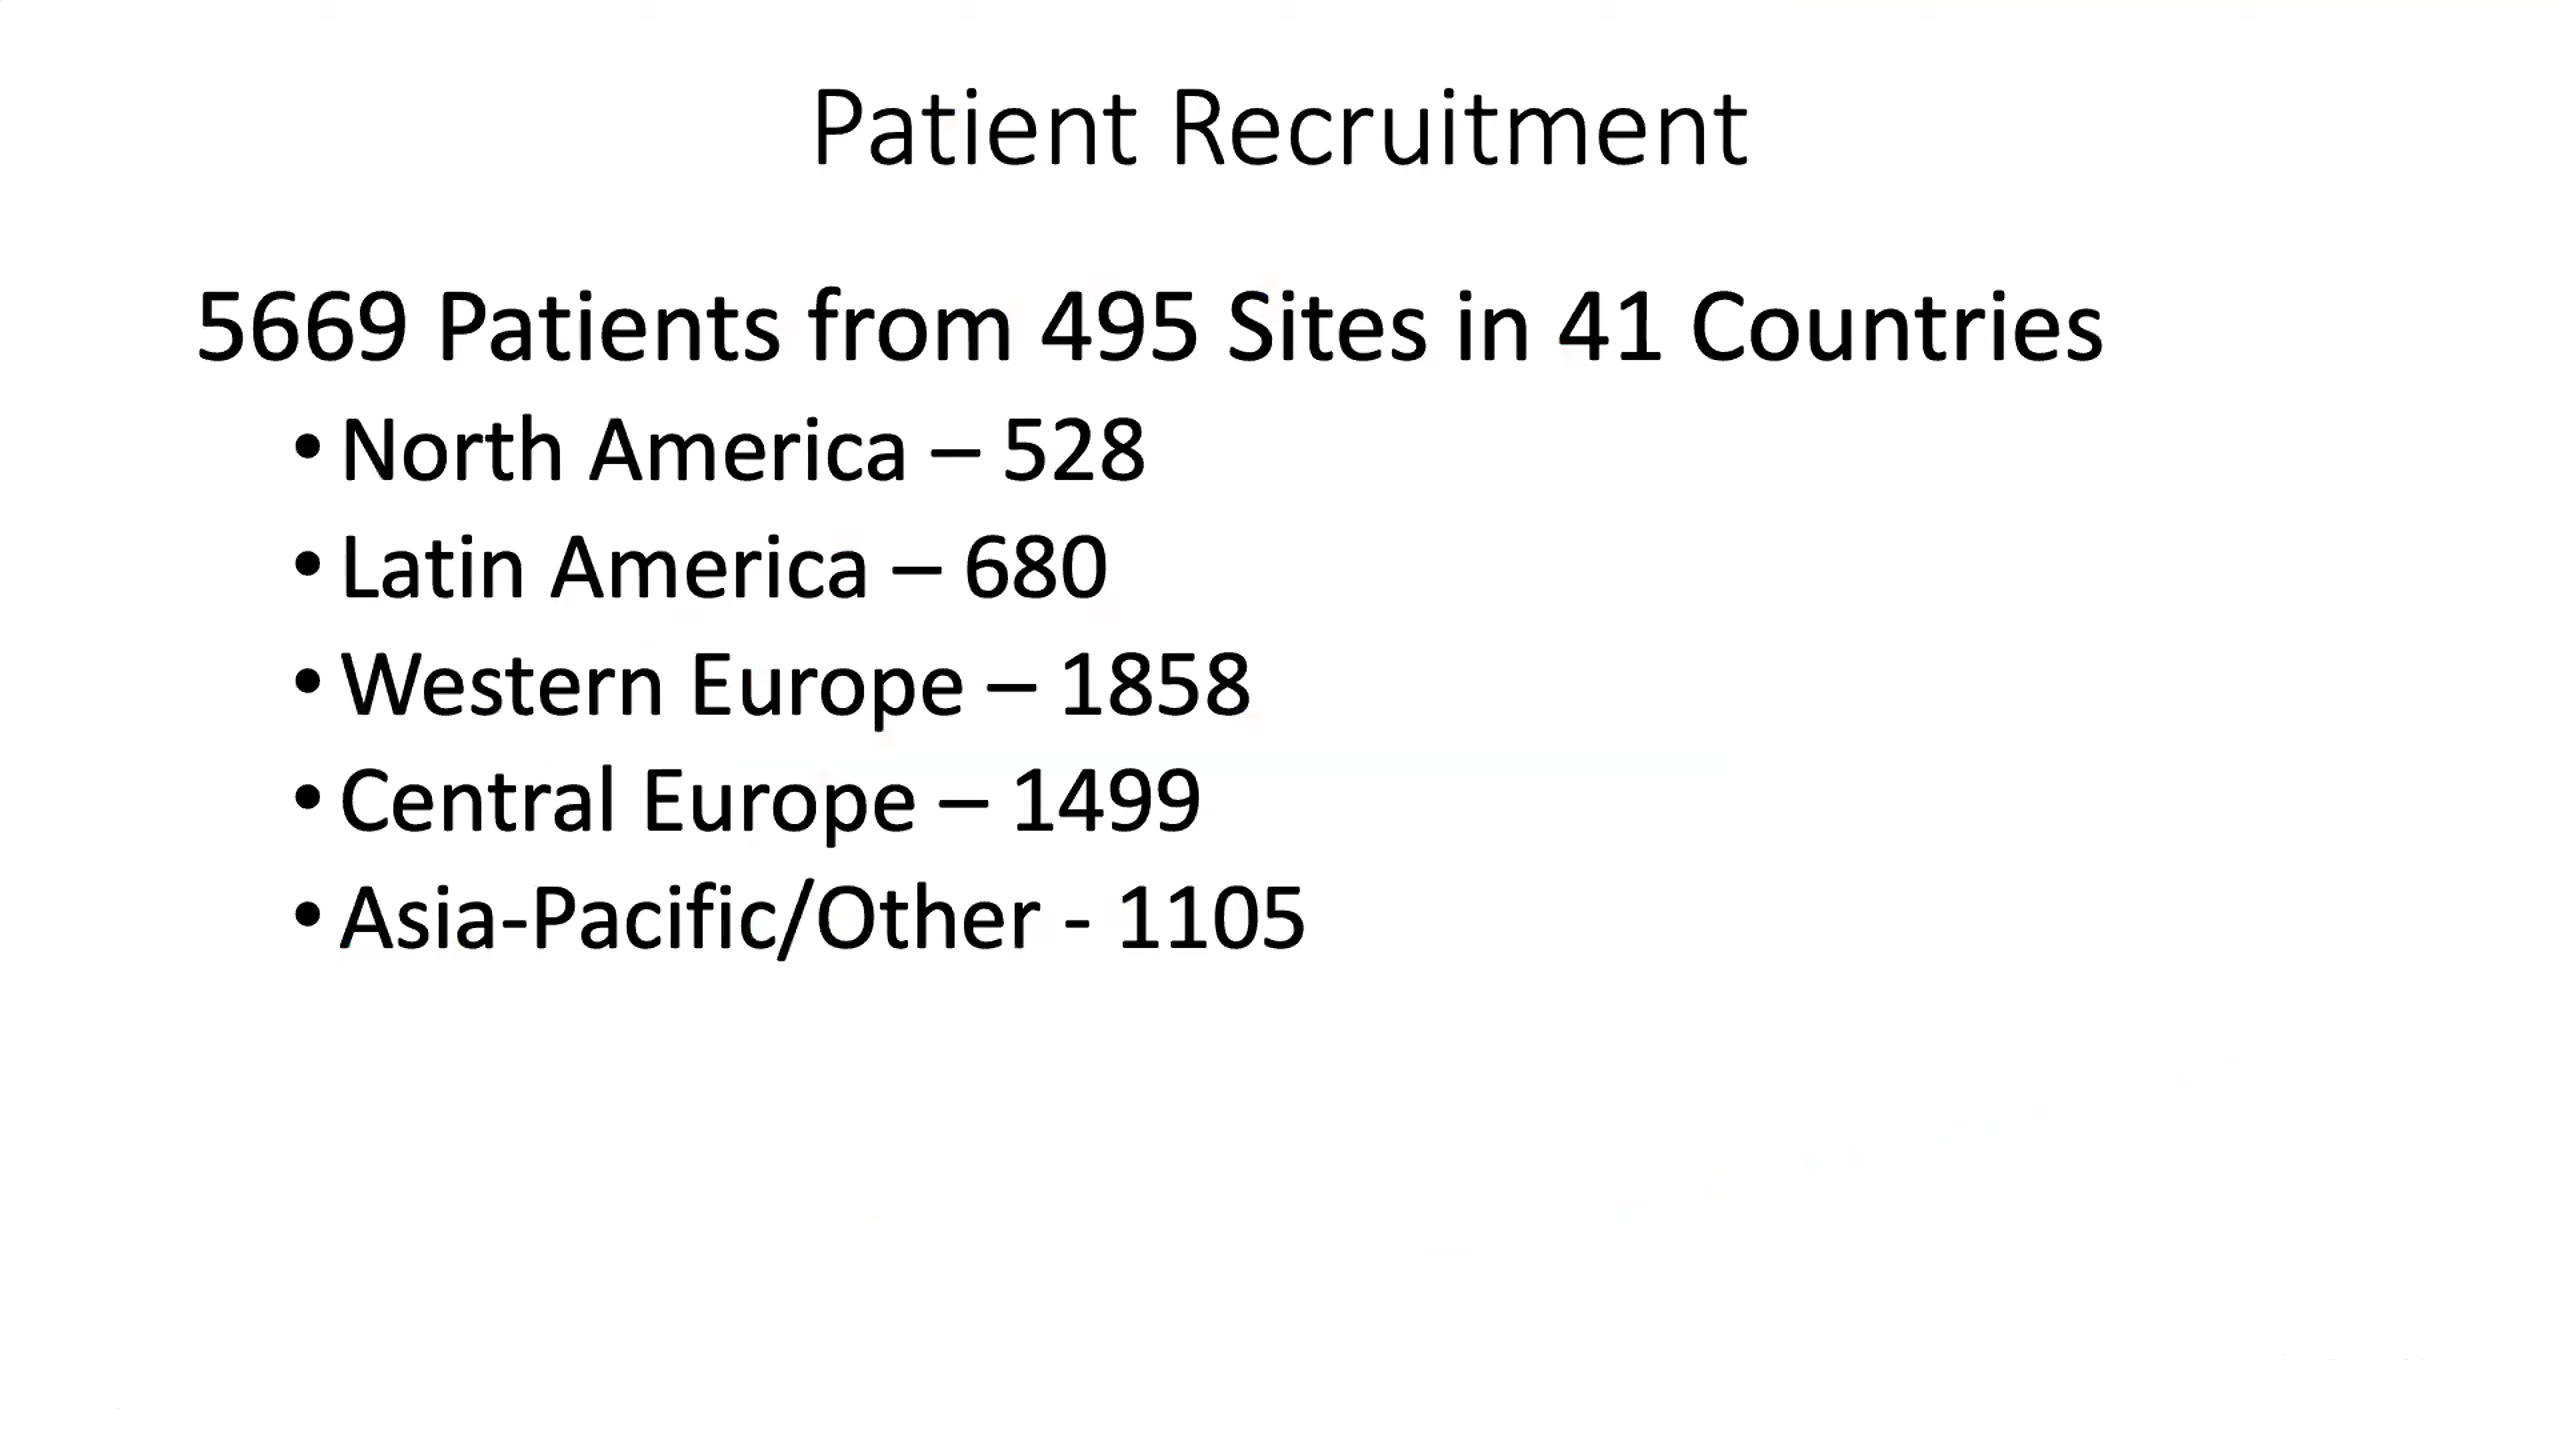 Patient Recruitment
5669 Patients from 495 Sites in 41 Countries
• North America – 528
• Latin America – 680
• Western Europe – 1858
• Central Europe – 1499
• Asia-Pacific/Other - 1105